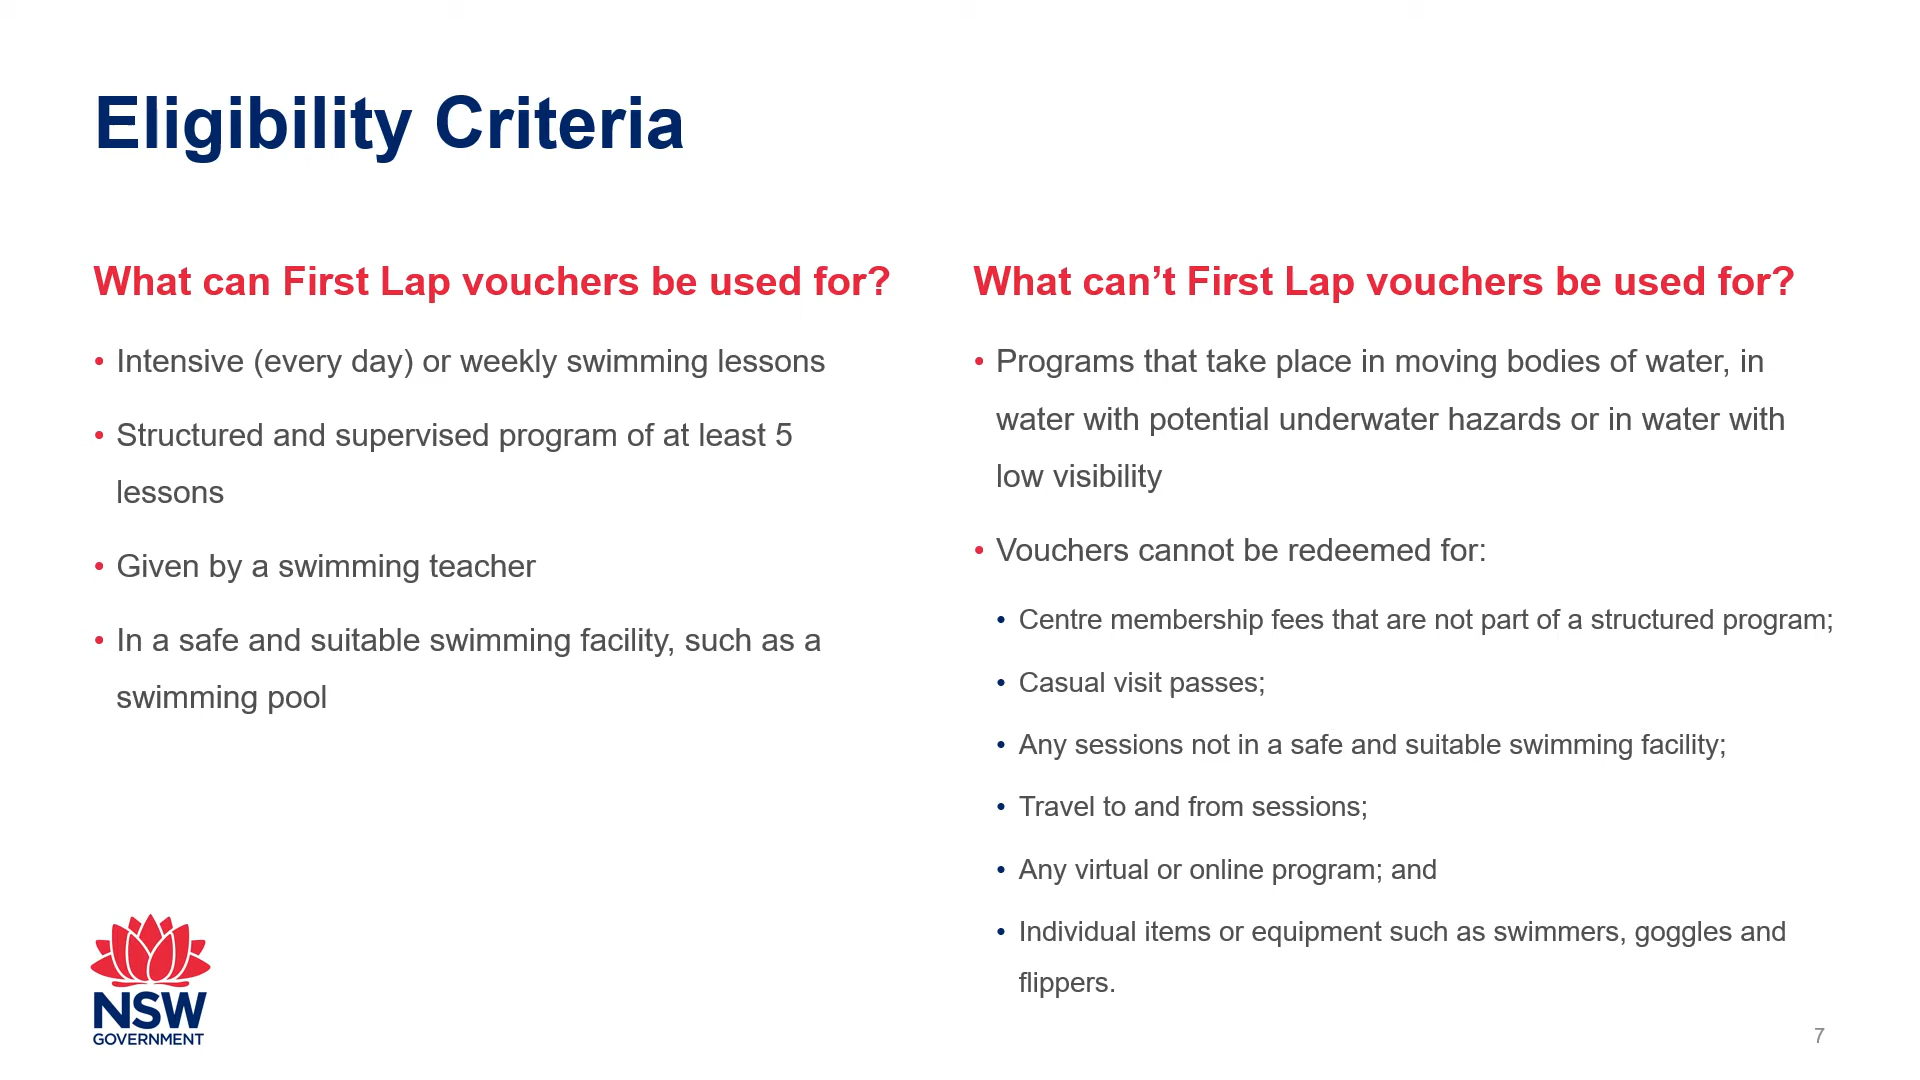 Eligibility Criteria
What can First Lap vouchers be used for?
• Intensive (every day) or weekly swimming lessons
• Structured and supervised program of at least 5
lessons
• Given by a swimming teacher
• In a safe and suitable swimming facility, such as a
swimming pool
What can’t First Lap vouchers be used for?
• Programs that take place in moving bodies of water, in
water with potential underwater hazards or in water with
low visibility
• Vouchers cannot be redeemed for:
• Centre membership fees that are not part of a structured program;
• Casual visit passes;
• Any sessions not in a safe and suitable swimming facility;
• Travel to and from sessions;
• Any virtual or online program; and
• Individual items or equipment such as swimmers, goggles and
flippers.
NSW
GOVERNMENT
7